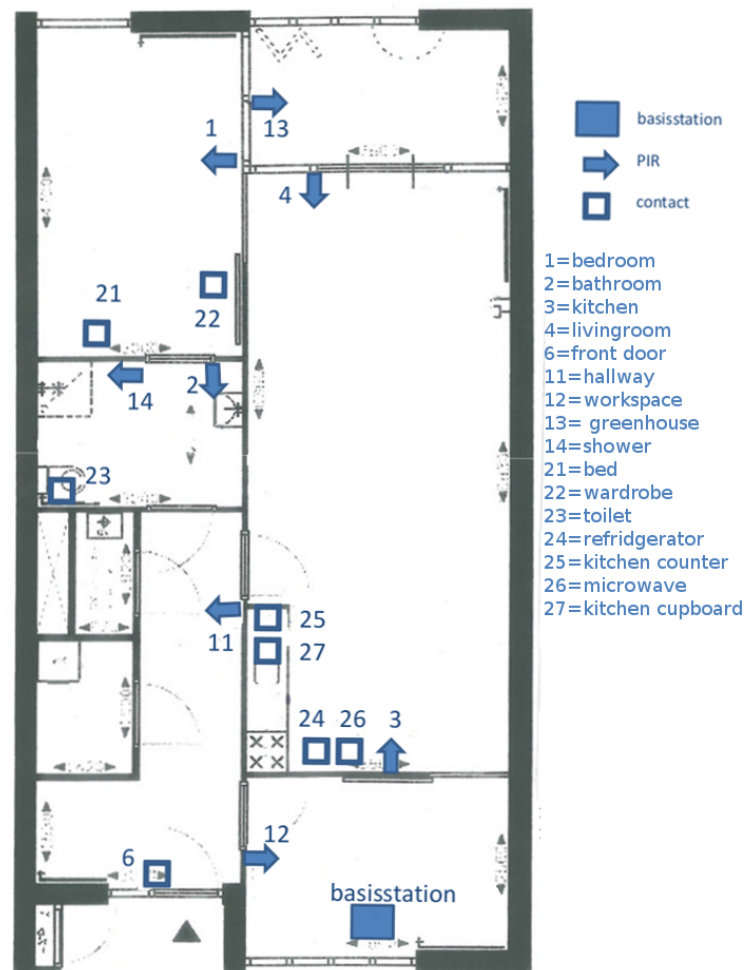 1
13
4
21
22
2
14
23
11
25
27
24
26
3
12
6
basisstation
basisstation
PIR
contact
1=bedroom
2=bathroom
3=kitchen
4=livingroom
6=front door
11=hallway
12=workspace
13= greenhouse
14=shower
21=bed
22=wardrobe
23=toilet
24=refridgerator
25=kitchen counter
26=microwave
27=kitchen cupboard